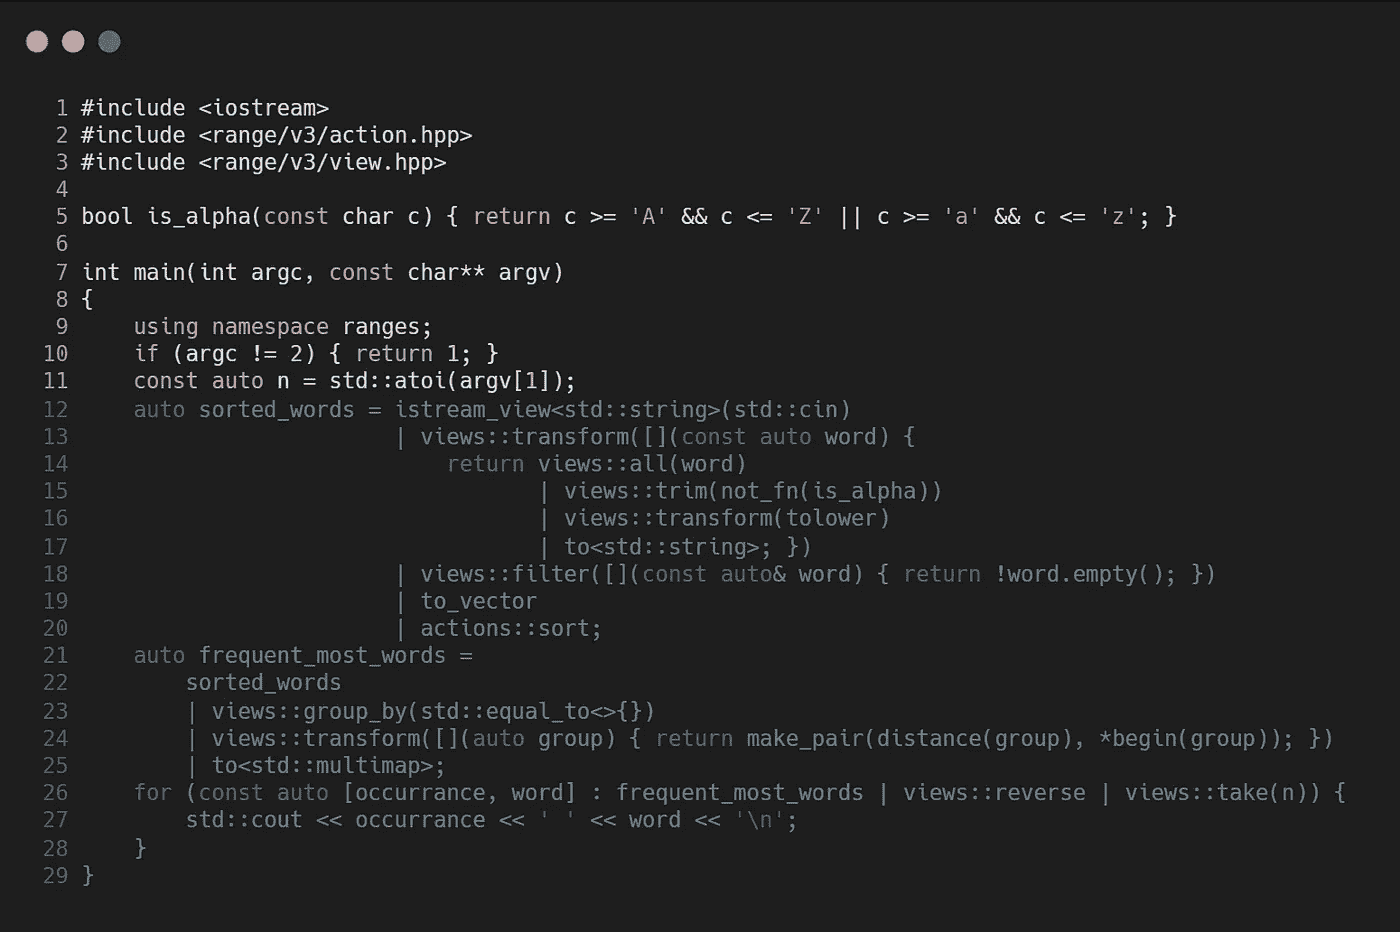 1 #include <iostream>
2 #include <range/v3/action.hpp>
3 #include <range/v3/view.hpp>
4
5 bool is_alpha(const char c) { return c >= 'A' && c <= 'Z' || c >= 'a' && c <= 'z'; }
6
7 int main(int argc, const char** argv)
8 {
9     using namespace ranges;
10     if (argc != 2) { return 1; }
11     const auto n = std::atoi(argv[1]);
12     auto sorted_words = istream_view<std::string>(std::cin)
13                         | views::transform([](const auto word) {
14                             return views::all(word)
15                                    | views::trim(not_fn(is_alpha))
16                                    | views::transform(tolower)
17                                    | to<std::string>; })
18                         | views::filter([](const auto& word) { return !word.empty(); })
19                         | to_vector
20                         | actions::sort;
21     auto frequent_most_words =
22         sorted_words
23         | views::group_by(std::equal_to<>{})
24         | views::transform([](auto group) { return make_pair(distance(group), *begin(group)); })
25         | to<std::multimap>;
26     for (const auto [occurrance, word] : frequent_most_words | views::reverse | views::take(n)) {
27         std::cout << occurrance << ' ' << word << '\n';
28     }
29 }